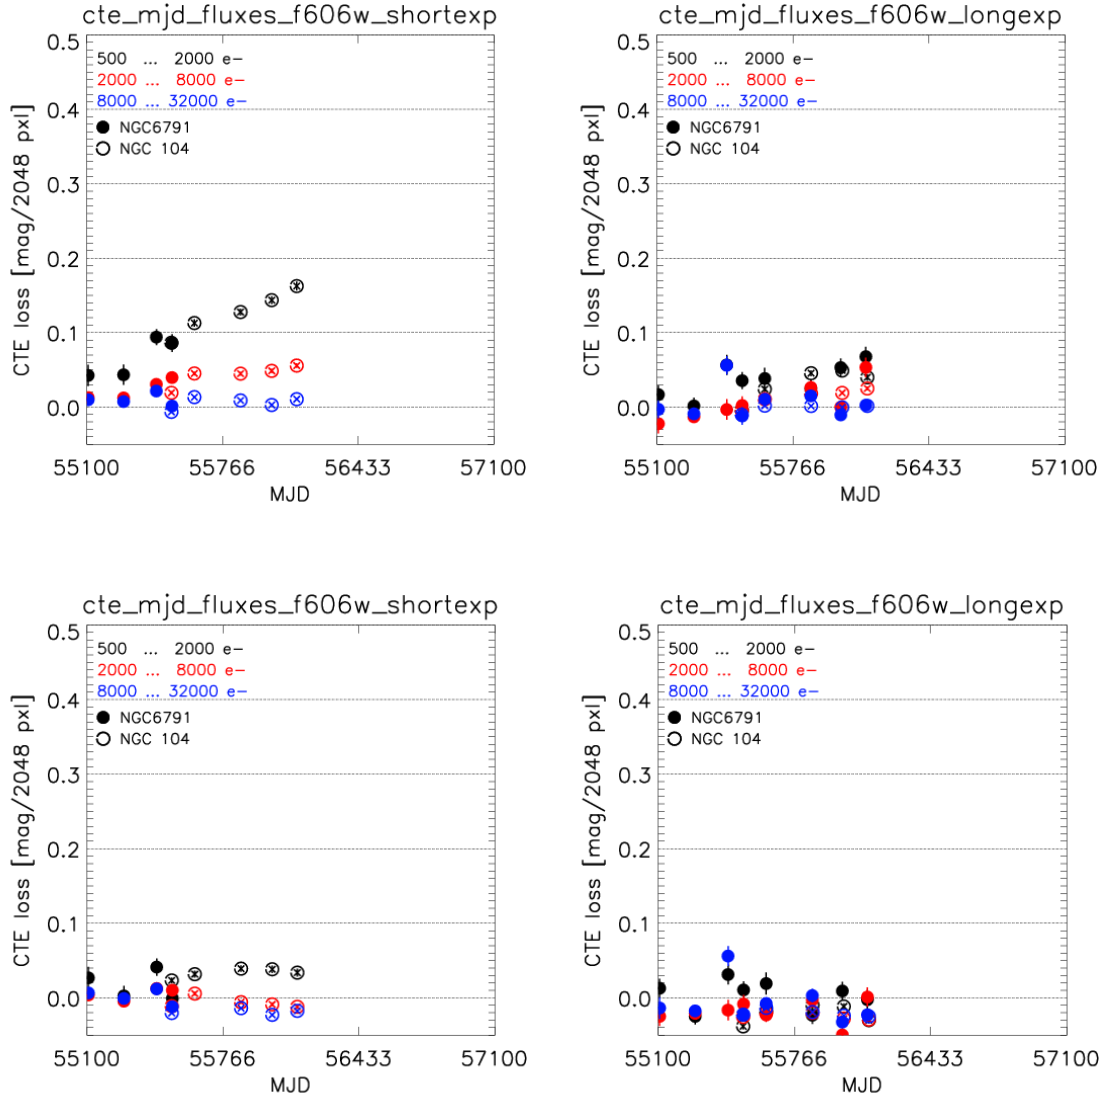 cte_mjd_fluxes_f606w_shortexp
0.5
500 ... 2000 e-
2000 ... 8000 e-
8000 ... 32000 e-
NGC6791
NGC 104
0.4
0.3
0.2
0.1
0.0
CTE loss [mag/2048 pxl]
55100 55766 56433 57100
MJD
cte_mjd_fluxes_f606w_longexp
0.5
500 ... 2000 e-
2000 ... 8000 e-
8000 ... 32000 e-
NGC6791
NGC 104
0.4
0.3
0.2
0.1
0.0
CTE loss [mag/2048 pxl]
55100 55766 56433 57100
MJD
cte_mjd_fluxes_f606w_shortexp
0.5
500 ... 2000 e-
2000 ... 8000 e-
8000 ... 32000 e-
NGC6791
NGC 104
0.4
0.3
0.2
0.1
0.0
CTE loss [mag/2048 pxl]
55100 55766 56433 57100
MJD
cte_mjd_fluxes_f606w_longexp
0.5
500 ... 2000 e-
2000 ... 8000 e-
8000 ... 32000 e-
NGC6791
NGC 104
0.4
0.3
0.2
0.1
0.0
CTE loss [mag/2048 pxl]
55100 55766 56433 57100
MJD